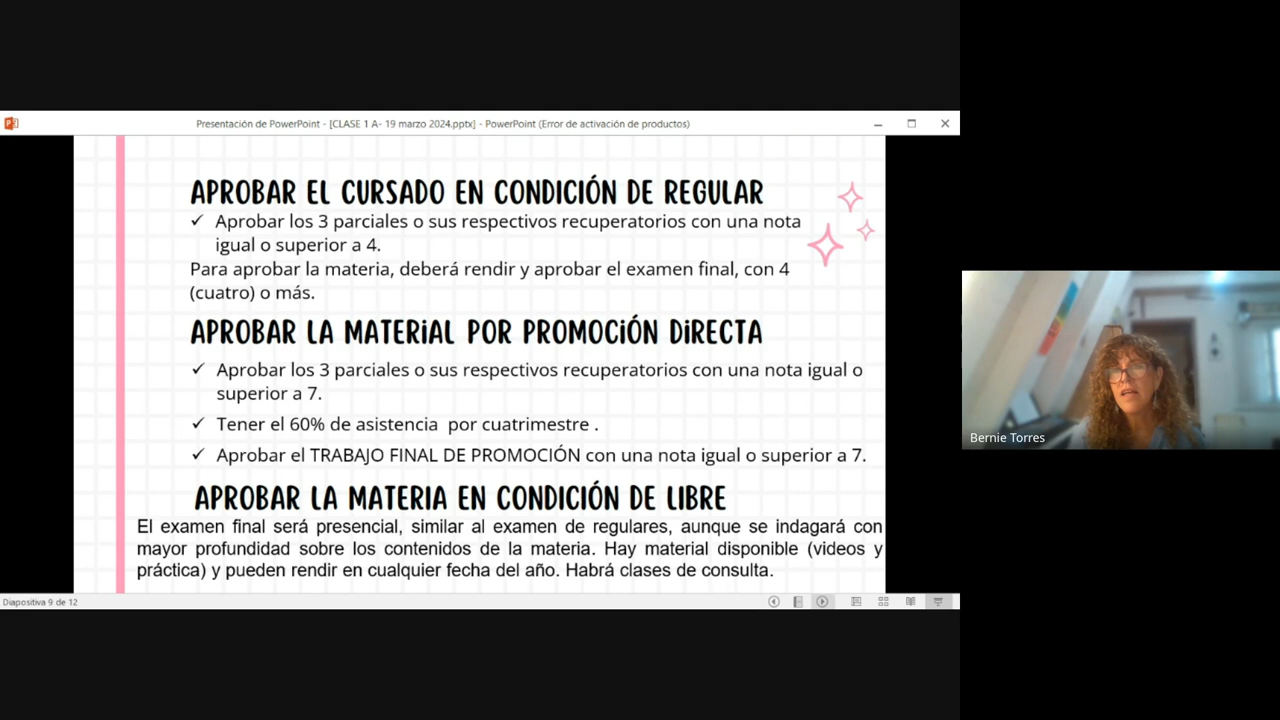 Presentación de PowerPoint - [CLASE 1 A- 19 marzo 2024.pptx] - PowerPoint (Error de activación de productos)
APROBAR EL CURSADO EN CONDICIÓN DE REGULAR
✓ Aprobar los 3 parciales o sus respectivos recuperatorios con una nota
igual o superior a 4.
Para aprobar la materia, deberá rendir y aprobar el examen final, con 4
(cuatro) o más.
APROBAR LA MATERIAL POR PROMOCIÓN DIRECTA
✓ Aprobar los 3 parciales o sus respectivos recuperatorios con una nota igual o
superior a 7.
✓ Tener el 60% de asistencia por cuatrimestre .
✓ Aprobar el TRABAJO FINAL DE PROMOCIÓN con una nota igual o superior a 7.
APROBAR LA MATERIA EN CONDICIÓN DE LIBRE
El examen final será presencial, similar al examen de regulares, aunque se indagará con
mayor profundidad sobre los contenidos de la materia. Hay material disponible (videos y
práctica) y pueden rendir en cualquier fecha del año. Habrá clases de consulta.
Diapositiva 9 de 12
Bernie Torres